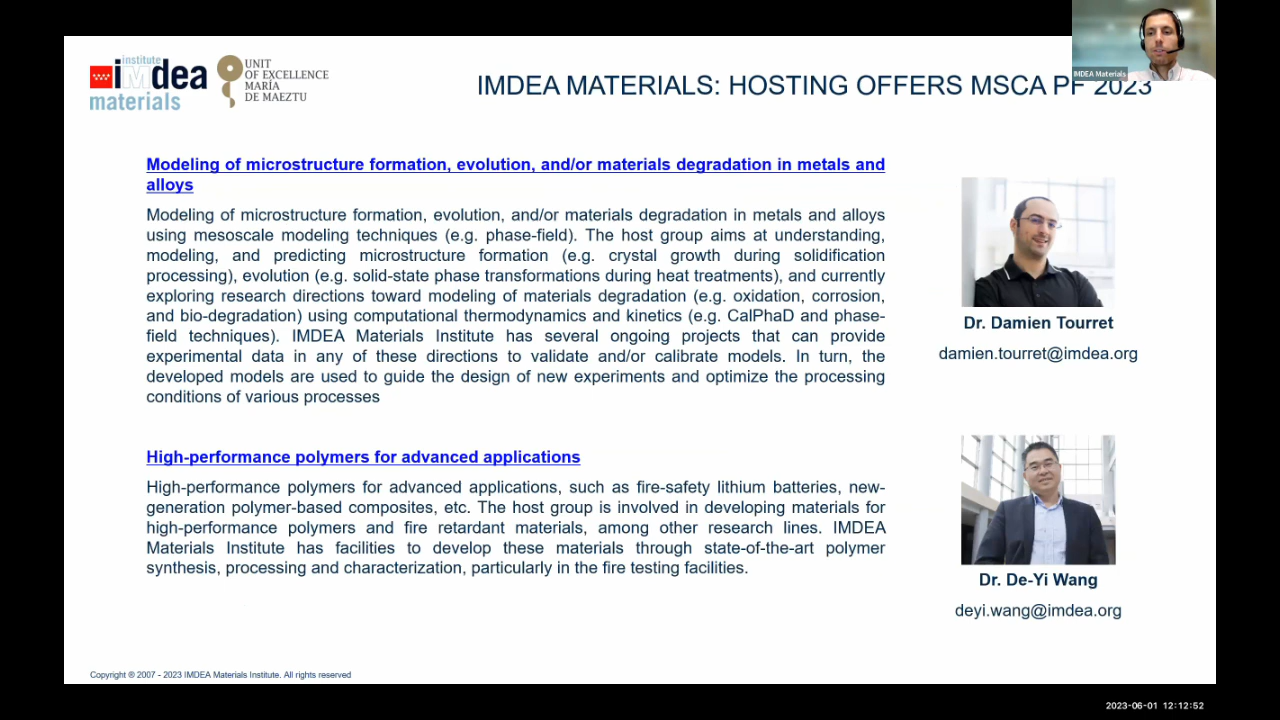 institute
imdea
materials
UNIT
OF EXCELLENCE
MARÍA
DE MAEZTU
IMDEA MATERIALS: HOSTING OFFERS MSCA PF 2023
IMDEA Materials
Modeling of microstructure formation, evolution, and/or materials degradation in metals and
alloys
Modeling of microstructure formation, evolution, and/or materials degradation in metals and alloys
using mesoscale modeling techniques (e.g. phase-field). The host group aims at understanding,
modeling, and predicting microstructure formation (e.g. crystal growth during solidification
processing), evolution (e.g. solid-state phase transformations during heat treatments), and currently
exploring research directions toward modeling of materials degradation (e.g. oxidation, corrosion,
and bio-degradation) using computational thermodynamics and kinetics (e.g. CalPhaD and phase-
field techniques). IMDEA Materials Institute has several ongoing projects that can provide
experimental data in any of these directions to validate and/or calibrate models. In turn, the
developed models are used to guide the design of new experiments and optimize the processing
conditions of various processes
Dr. Damien Tourret
damien.tourret@imdea.org
High-performance polymers for advanced applications
High-performance polymers for advanced applications, such as fire-safety lithium batteries, new-
generation polymer-based composites, etc. The host group is involved in developing materials for
high-performance polymers and fire retardant materials, among other research lines. IMDEA
Materials Institute has facilities to develop these materials through state-of-the-art polymer
synthesis, processing and characterization, particularly in the fire testing facilities.
Dr. De-Yi Wang
deyi.wang@imdea.org
Copyright ® 2007 - 2023 IMDEA Materials Institute. All rights reserved
2023-06-01 12:12:52